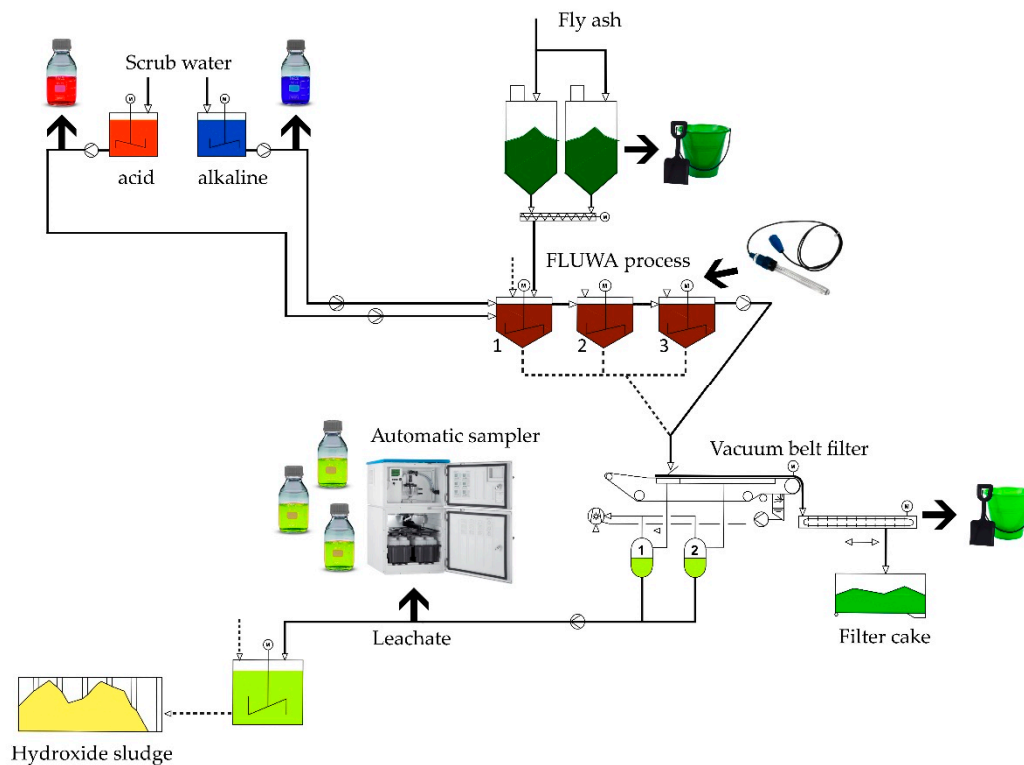 Fly ash
Scrub water
M
M
acid
alkaline
M
FLUWA process
M
M
M
1
2
3
Automatic sampler
Vacuum belt filter
M
M
1
2
Leachate
Filter cake
M
Hydroxide sludge